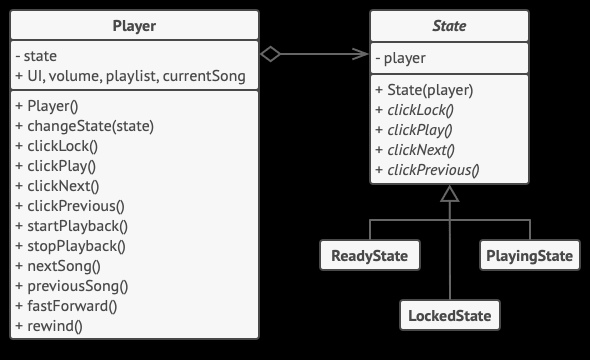 Player
- state
+ UI, volume, playlist, currentSong
+ Player()
+ changeState(state)
+ clickLock()
+ clickPlay()
+ clickNext()
+ clickPrevious()
+ startPlayback()
+ stopPlayback()
+ nextSong()
+ previousSong()
+ fastForward()
+ rewind()
State
- player
+ State(player)
+ clickLock()
+ clickPlay()
+ clickNext()
+ clickPrevious()
ReadyState
PlayingState
LockedState